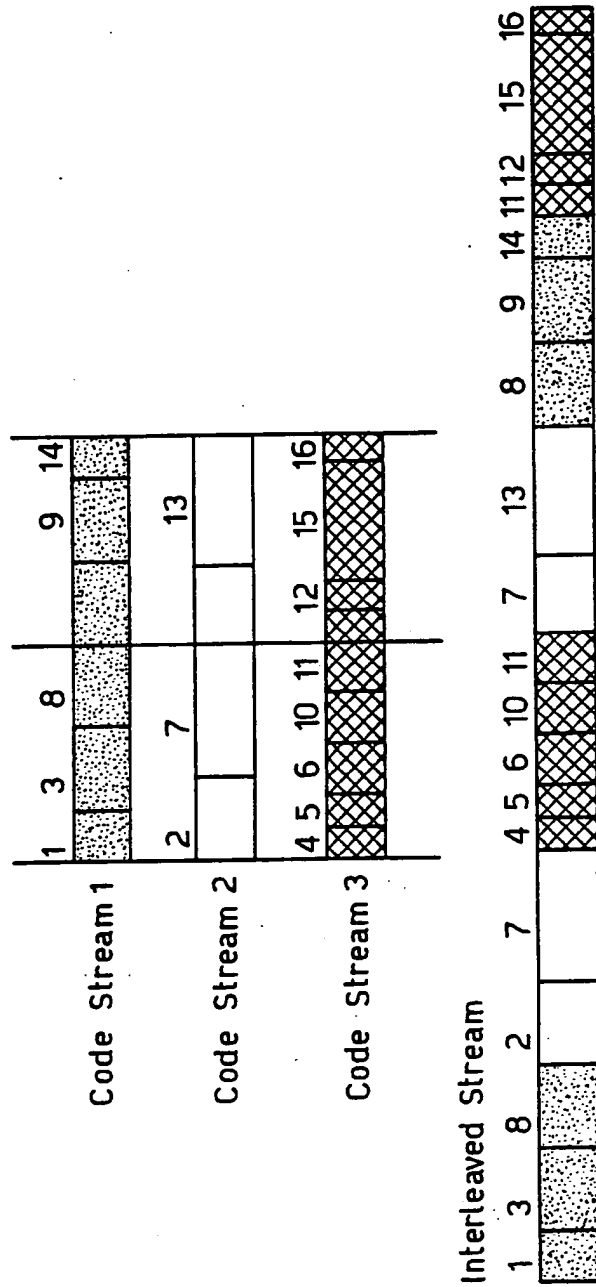 1 3 8 9 14
Code Stream 1
2 7 13
Code Stream 2
4 5 6 10 11 12 15 16
Code Stream 3
Interleaved Stream
1 3 8 2 7 4 5 6 10 11 7 13 8 9 14 11 12 15 16